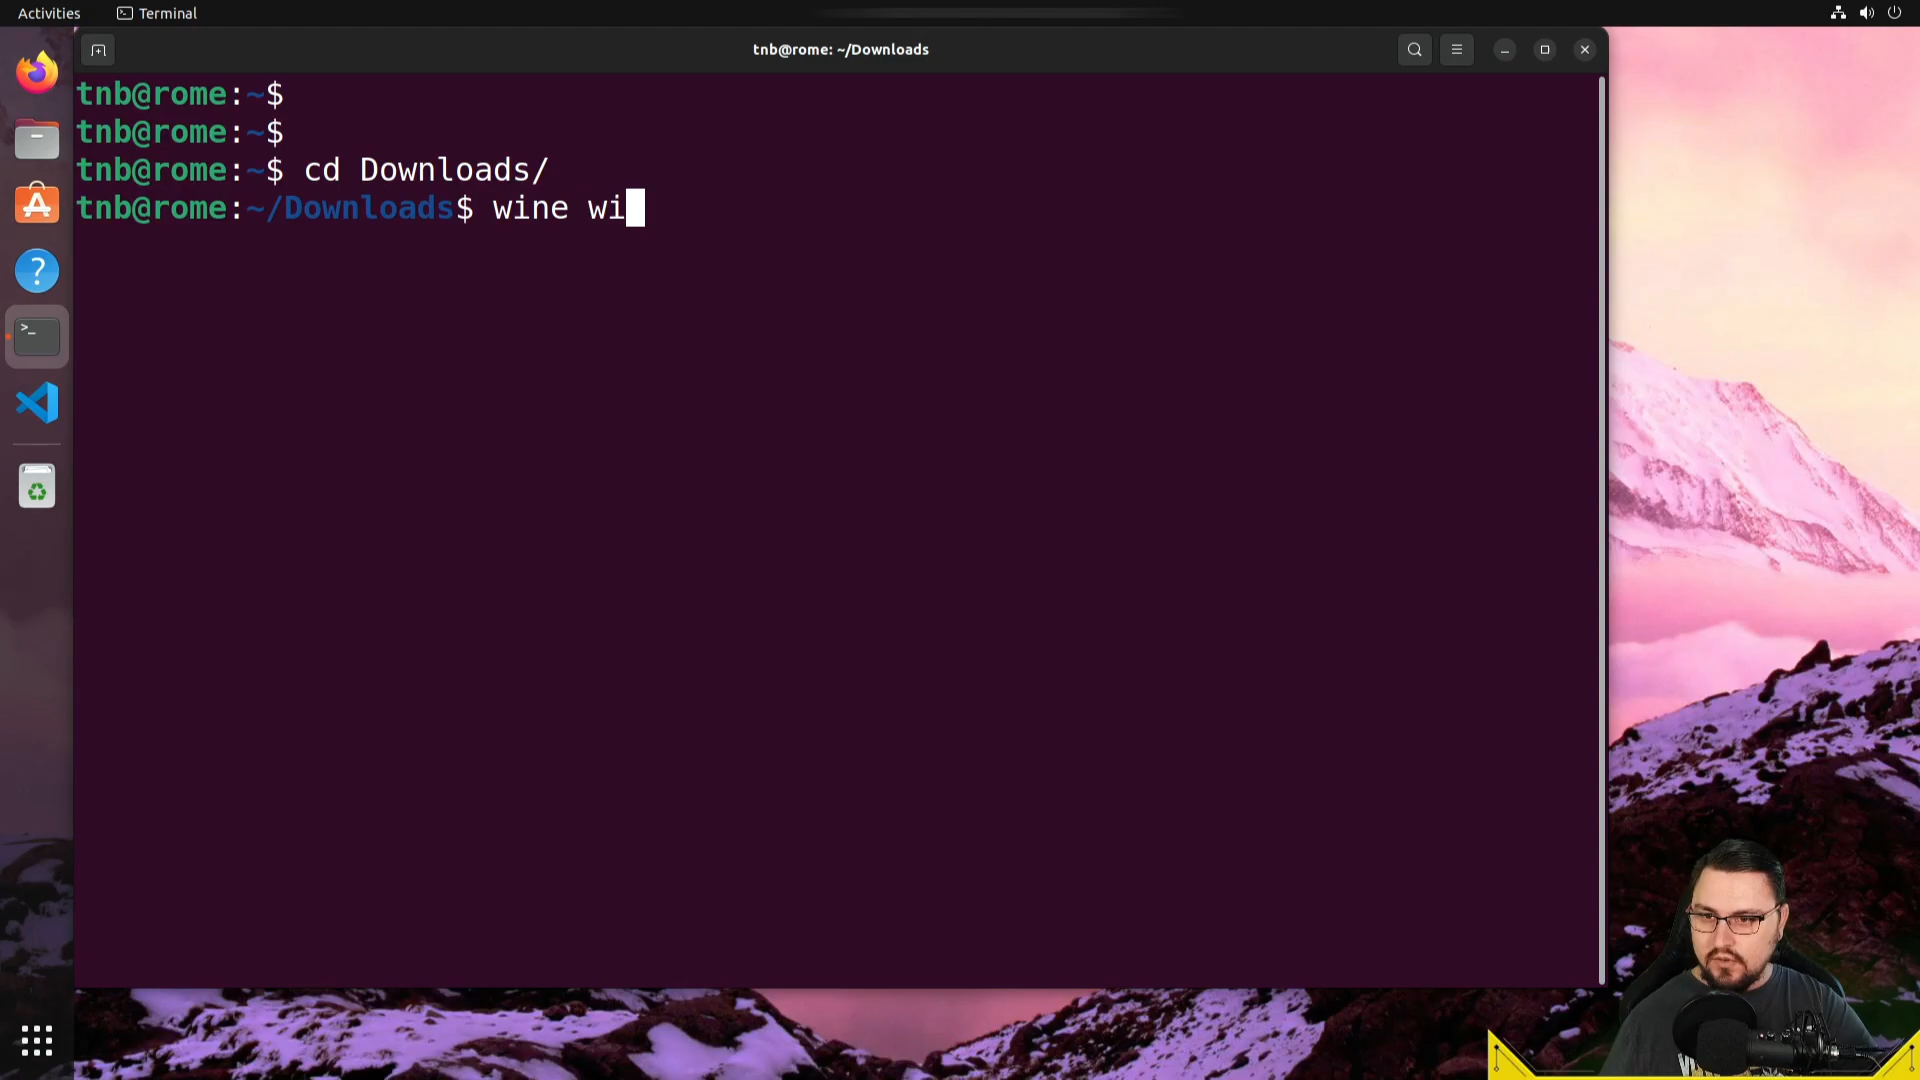 Activities
Terminal
tnb@rome: ~/Downloads
tnb@rome:~$
tnb@rome:~$
tnb@rome:~$ cd Downloads/
tnb@rome:~/Downloads$ wine wi